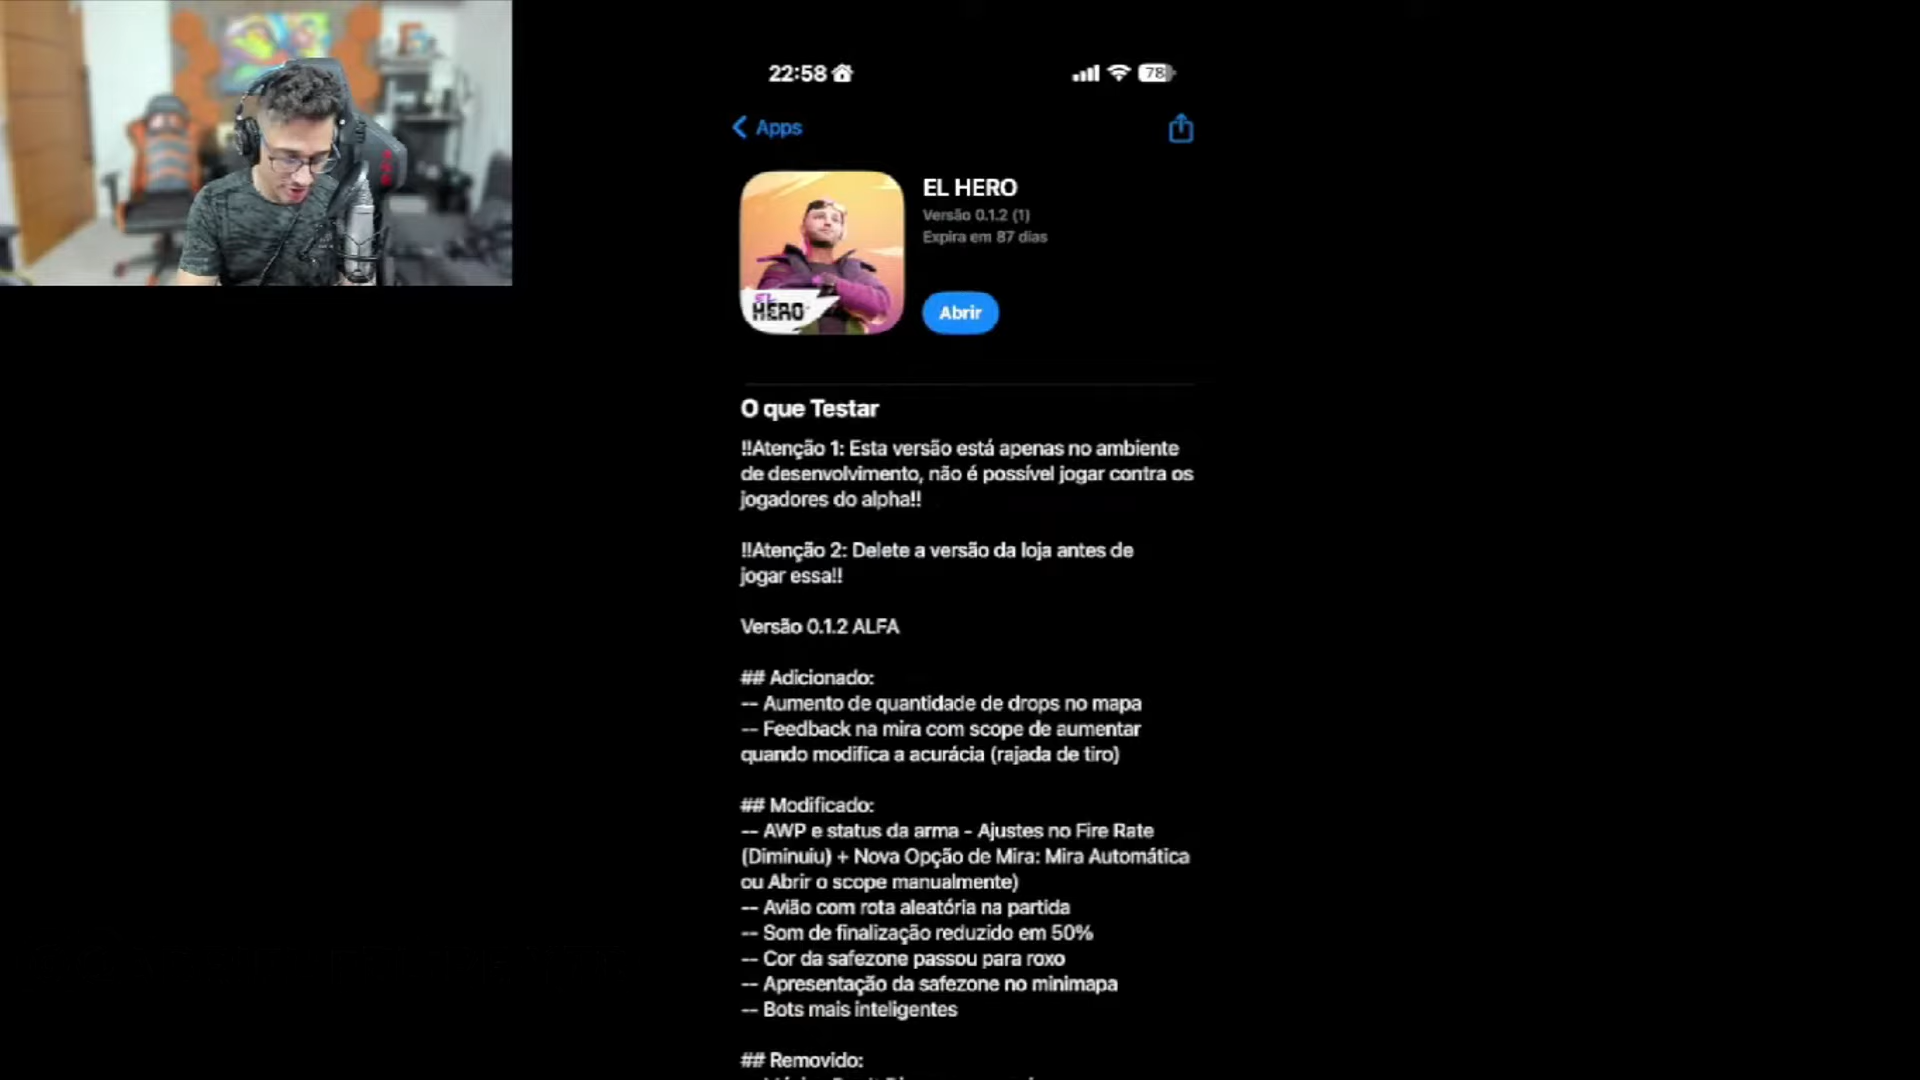 22:58
78
Apps
EL HERO
Versão 0.1.2 (1)
Expira em 87 dias
EL
HERO
Abrir
O que Testar
!!Atenção 1: Esta versão está apenas no ambiente
de desenvolvimento, não é possível jogar contra os
jogadores do alpha!!
!!Atenção 2: Delete a versão da loja antes de
jogar essa!!
Versão 0.1.2 ALFA
## Adicionado:
-- Aumento de quantidade de drops no mapa
-- Feedback na mira com scope de aumentar
quando modifica a acurácia (rajada de tiro)
## Modificado:
-- AWP e status da arma - Ajustes no Fire Rate
(Diminuiu) + Nova Opção de Mira: Mira Automática
ou Abrir o scope manualmente)
-- Avião com rota aleatória na partida
-- Som de finalização reduzido em 50%
-- Cor da safezone passou para roxo
-- Apresentação da safezone no minimapa
-- Bots mais inteligentes
## Removido: